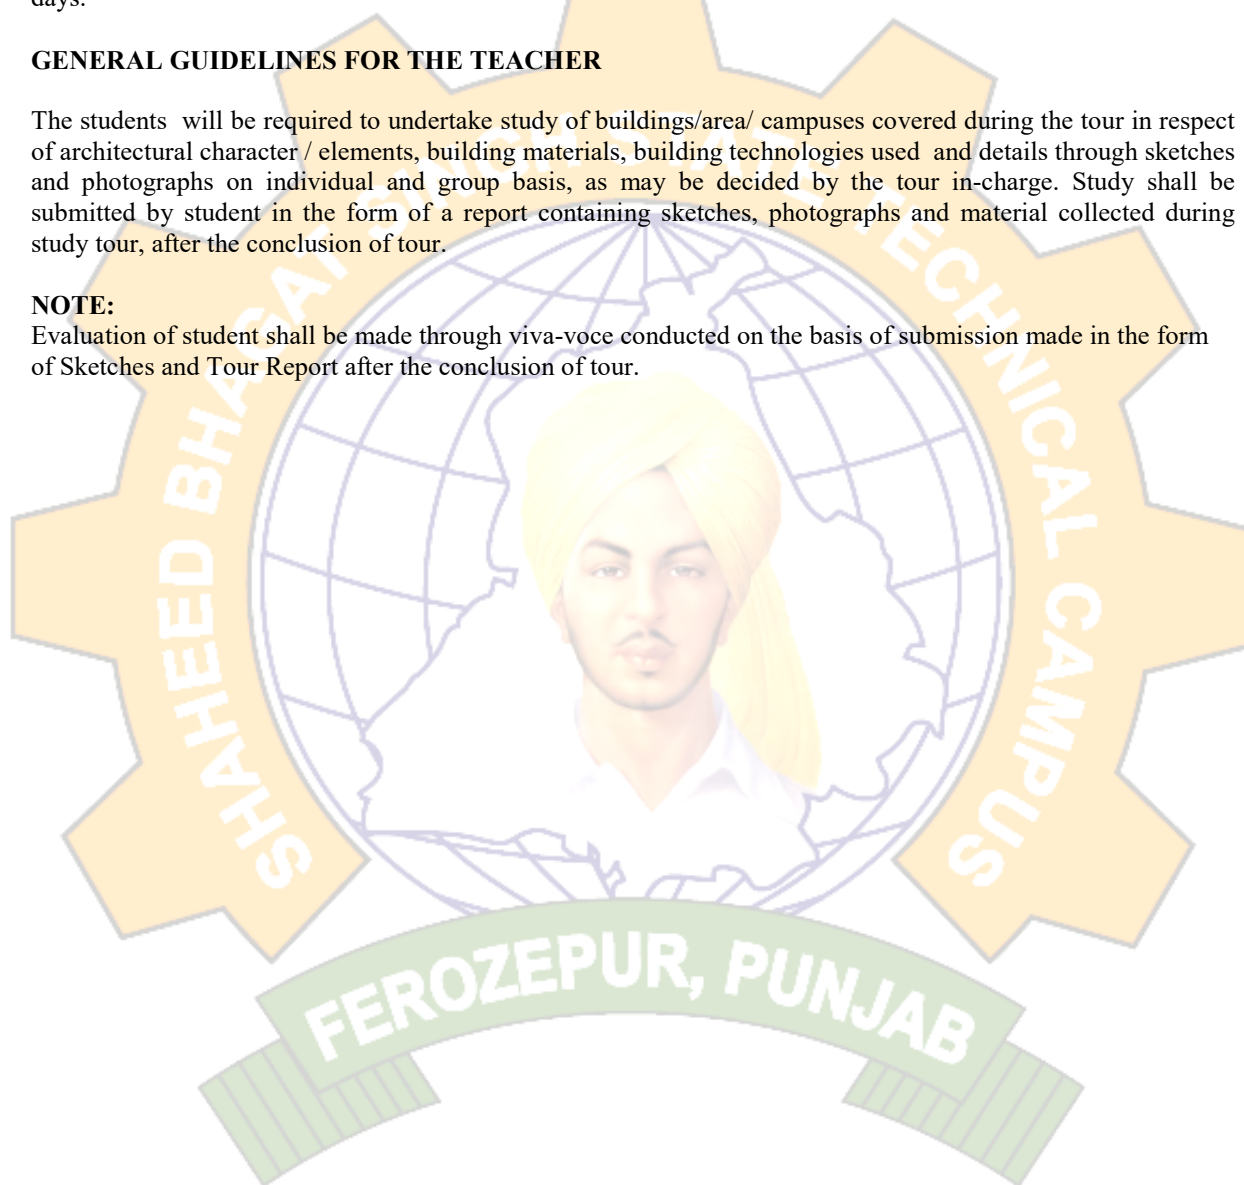 days.
GENERAL GUIDELINES FOR THE TEACHER
The students will be required to undertake study of buildings/area/ campuses covered during the tour in respect
of architectural character / elements, building materials, building technologies used and details through sketches
and photographs on individual and group basis, as may be decided by the tour in-charge. Study shall be
submitted by student in the form of a report containing sketches, photographs and material collected during
study tour, after the conclusion of tour.
NOTE:
Evaluation of student shall be made through viva-voce conducted on the basis of submission made in the form
of Sketches and Tour Report after the conclusion of tour.
SHAHEED BHAGAT SINGH STATE TECHNICAL CAMPUS
FEROZEPUR, PUNJAB